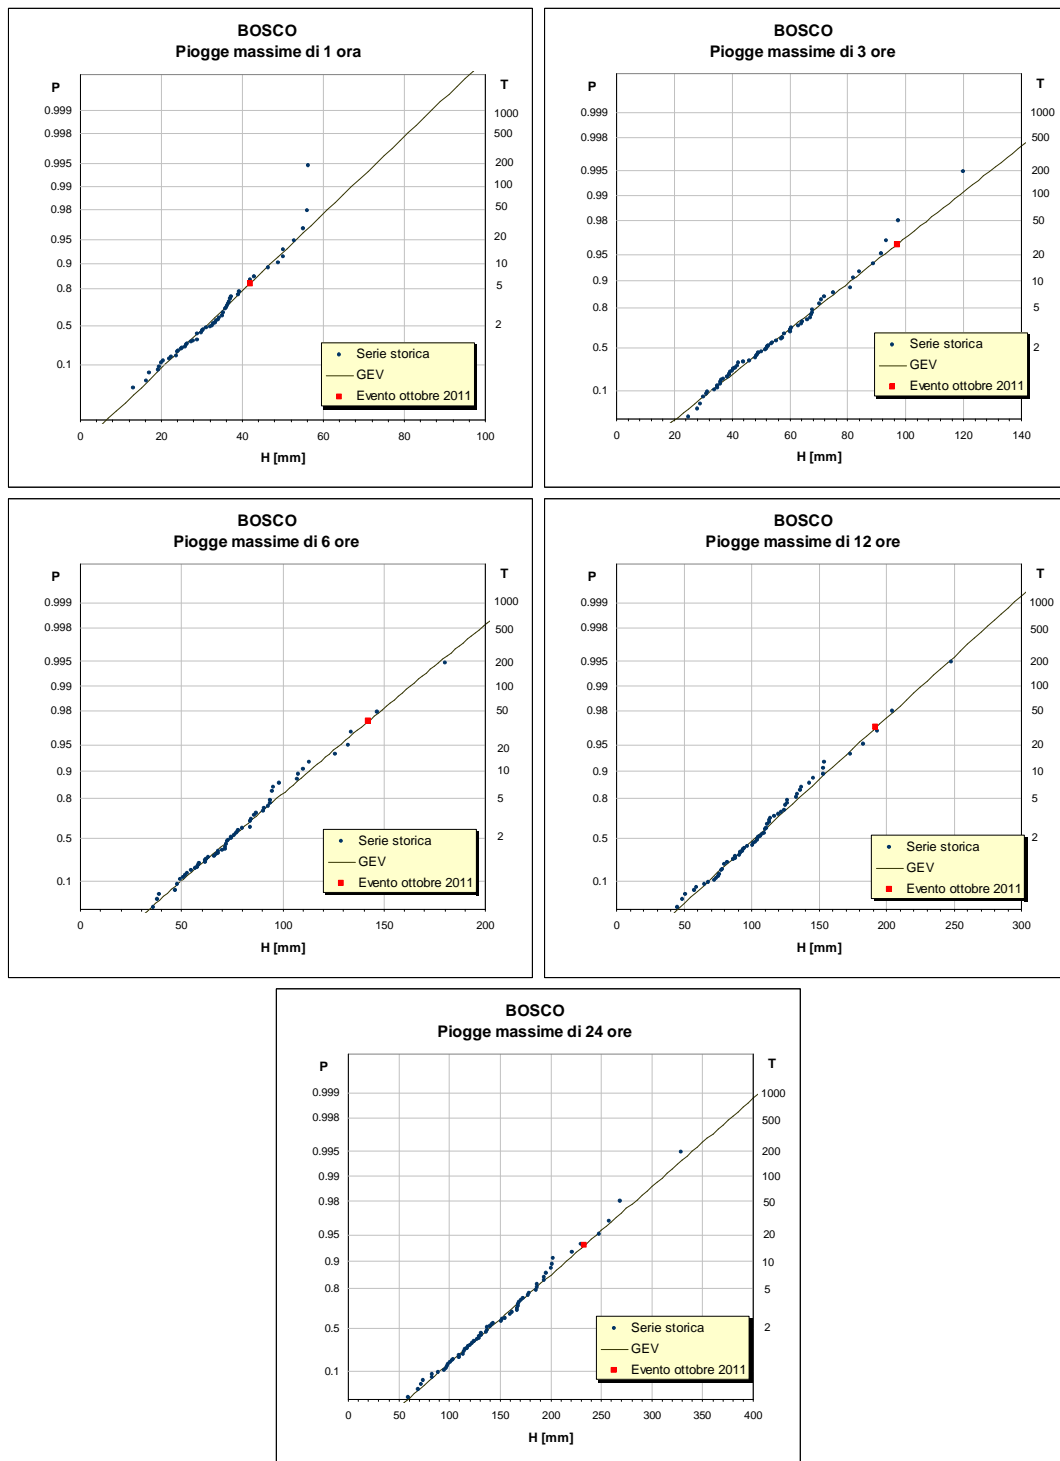 BOSCO
Piogge massime di 1 ora
P
T
0.999
0.998
0.995
0.99
0.98
0.95
0.9
0.8
0.5
0.1
1000
500
200
100
50
20
10
5
2
Serie storica
GEV
Evento ottobre 2011
0 20 40 60 80 100
H [mm]
BOSCO
Piogge massime di 3 ore
P
T
0.999
0.998
0.995
0.99
0.98
0.95
0.9
0.8
0.5
0.1
1000
500
200
100
50
20
10
5
2
Serie storica
GEV
Evento ottobre 2011
0 20 40 60 80 100 120 140
H [mm]
BOSCO
Piogge massime di 6 ore
P
T
0.999
0.998
0.995
0.99
0.98
0.95
0.9
0.8
0.5
0.1
1000
500
200
100
50
20
10
5
2
Serie storica
GEV
Evento ottobre 2011
0 50 100 150 200
H [mm]
BOSCO
Piogge massime di 12 ore
P
T
0.999
0.998
0.995
0.99
0.98
0.95
0.9
0.8
0.5
0.1
1000
500
200
100
50
20
10
5
2
Serie storica
GEV
Evento ottobre 2011
0 50 100 150 200 250 300
H [mm]
BOSCO
Piogge massime di 24 ore
P
T
0.999
0.998
0.995
0.99
0.98
0.95
0.9
0.8
0.5
0.1
1000
500
200
100
50
20
10
5
2
Serie storica
GEV
Evento ottobre 2011
0 50 100 150 200 250 300 350 400
H [mm]